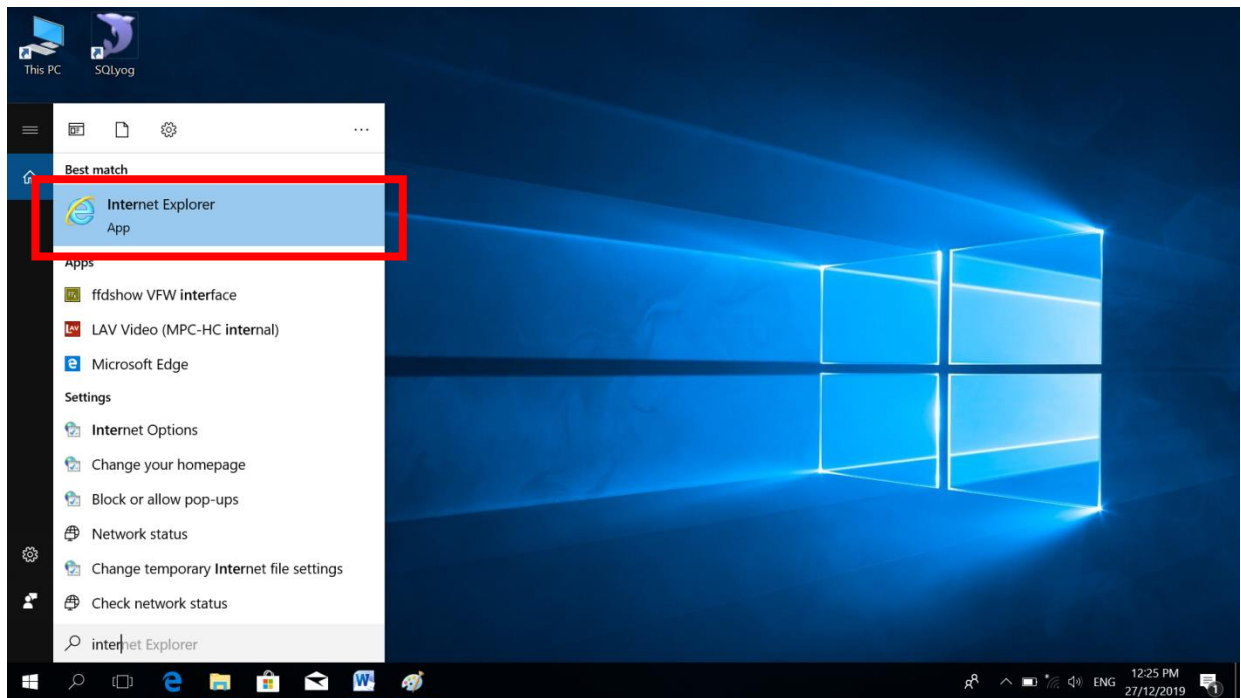 This PC
SQLyog
Best match
Internet Explorer
App
Apps
ffdshow VFW interface
LAV Video (MPC-HC internal)
Microsoft Edge
Settings
Internet Options
Change your homepage
Block or allow pop-ups
Network status
Change temporary Internet file settings
Check network status
internet Explorer
ENG
12:25 PM
27/12/2019
1